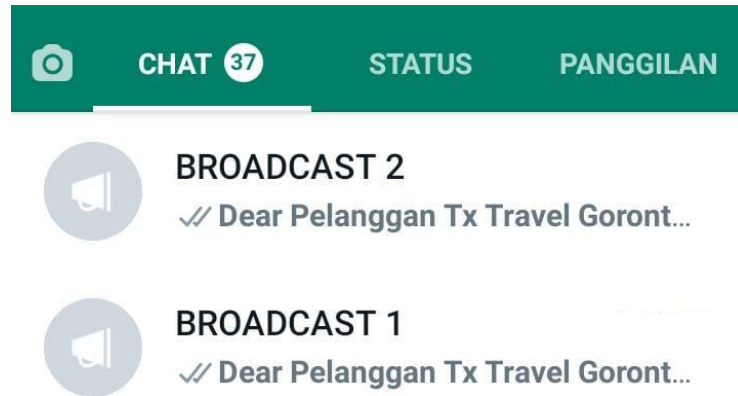 CHAT 37 STATUS PANGGILAN
BROADCAST 2
Dear Pelanggan Tx Travel Goront...
BROADCAST 1
Dear Pelanggan Tx Travel Goront...